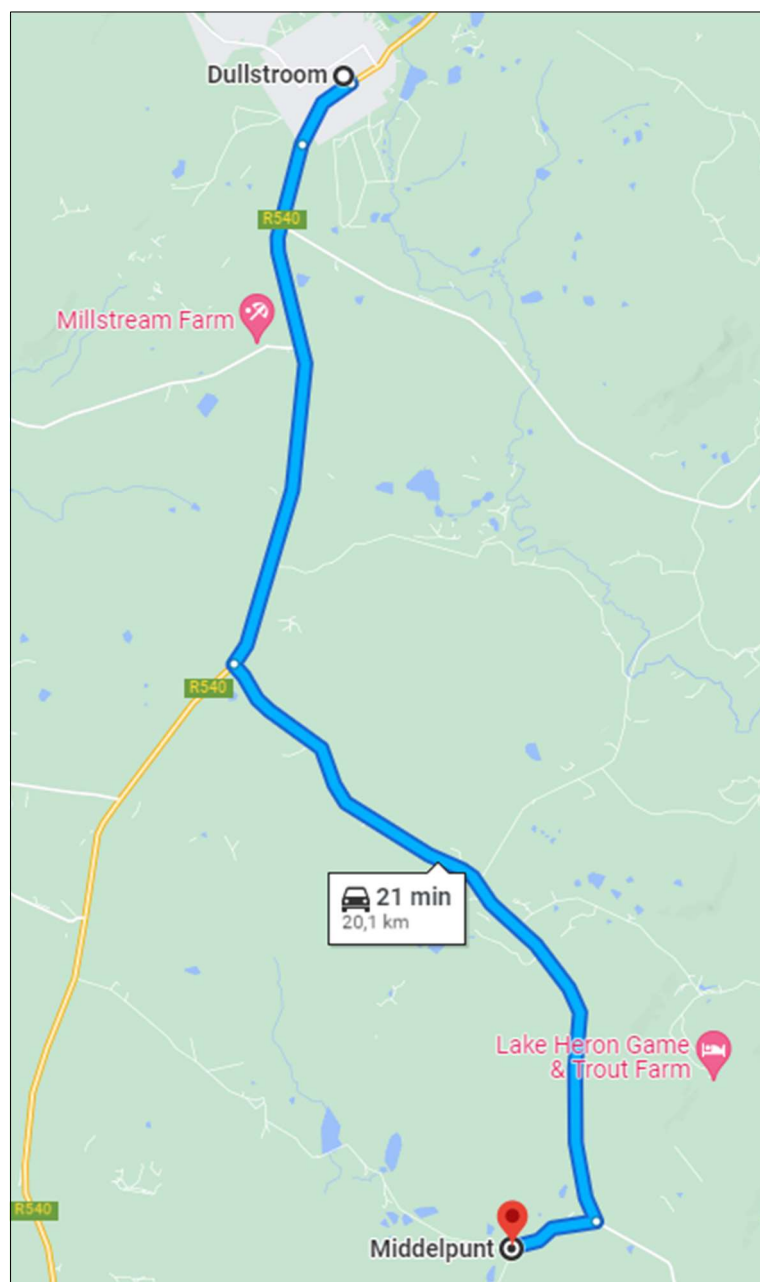 Dullstroom
R540
Millstream Farm
R540
21 min
20,1 km
Lake Heron Game
& Trout Farm
R540
Middelpunt